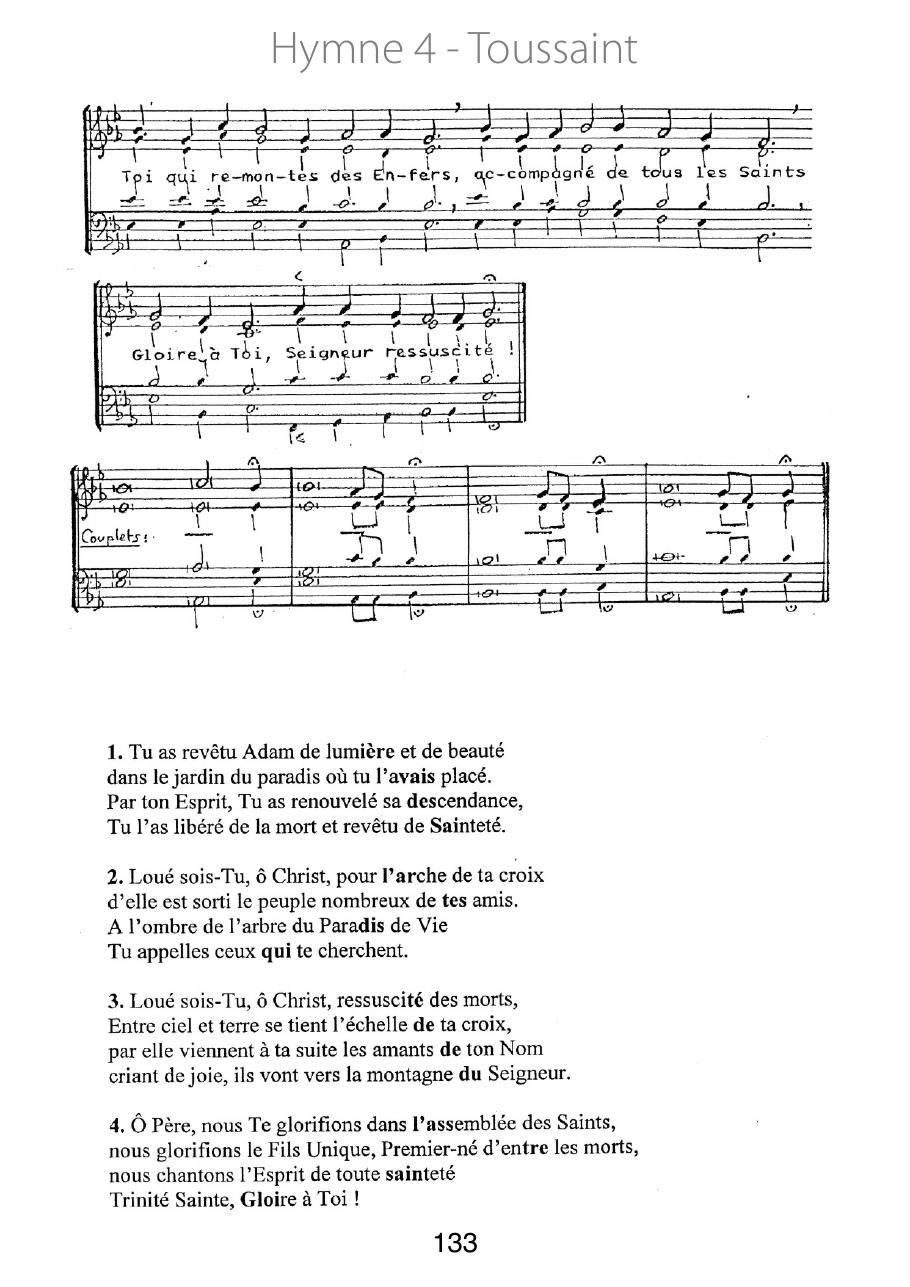 Hymne 4 - Toussaint
Toi qui re-mon-tes des En-fers, ac-compagné de tous les Saints
Gloire à Toi, Seigneur ressuscité !
Couplets:
1. Tu as revêtu Adam de lumière et de beauté
dans le jardin du paradis où tu l'avais placé.
Par ton Esprit, Tu as renouvelé sa descendance,
Tu l'as libéré de la mort et revêtu de Sainteté.
2. Loué sois-Tu, ô Christ, pour l'arche de ta croix
d'elle est sorti le peuple nombreux de tes amis.
A l'ombre de l'arbre du Paradis de Vie
Tu appelles ceux qui te cherchent.
3. Loué sois-Tu, ô Christ, ressuscité des morts,
Entre ciel et terre se tient l'échelle de ta croix,
par elle viennent à ta suite les amants de ton Nom
criant de joie, ils vont vers la montagne du Seigneur.
4. Ô Père, nous Te glorifions dans l'assemblée des Saints,
nous glorifions le Fils Unique, Premier-né d'entre les morts,
nous chantons l'Esprit de toute sainteté
Trinité Sainte, Gloire à Toi !
133